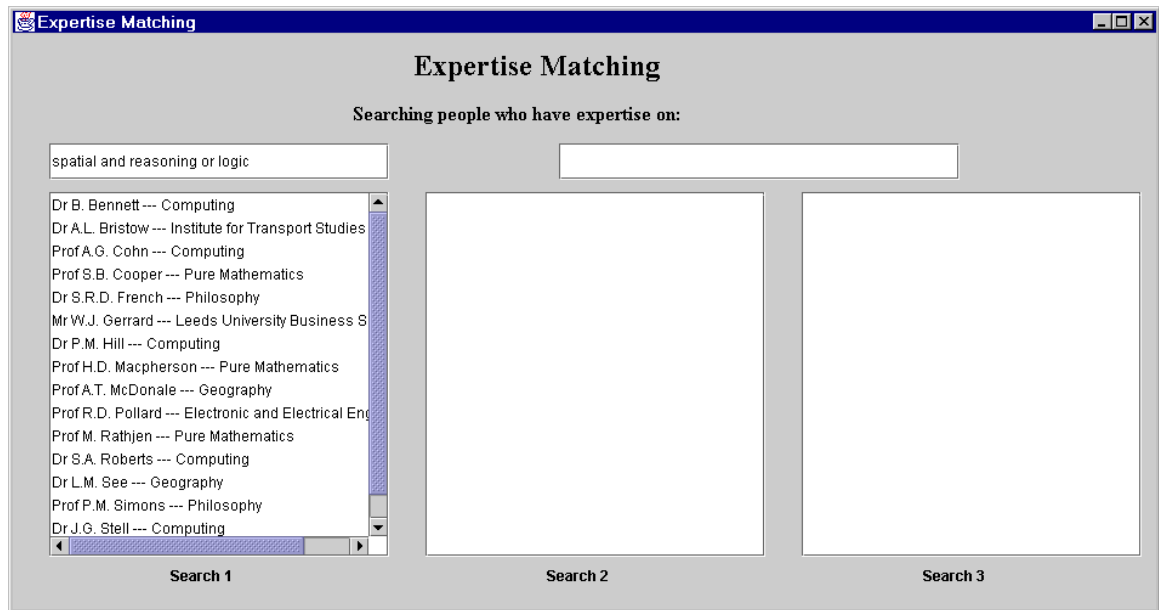 Expertise Matching
Expertise Matching
Searching people who have expertise on:
spatial and reasoning or logic
Dr B. Bennett --- Computing
Dr A.L. Bristow --- Institute for Transport Studies
Prof A.G. Cohn --- Computing
Prof S.B. Cooper --- Pure Mathematics
Dr S.R.D. French --- Philosophy
Mr W.J. Gerrard --- Leeds University Business S
Dr P.M. Hill --- Computing
Prof H.D. Macpherson --- Pure Mathematics
Prof A.T. McDonale --- Geography
Prof R.D. Pollard --- Electronic and Electrical Eng
Prof M. Rathjen --- Pure Mathematics
Dr S.A. Roberts --- Computing
Dr L.M. See --- Geography
Prof P.M. Simons --- Philosophy
Dr J.G. Stell --- Computing
Search 1
Search 2
Search 3